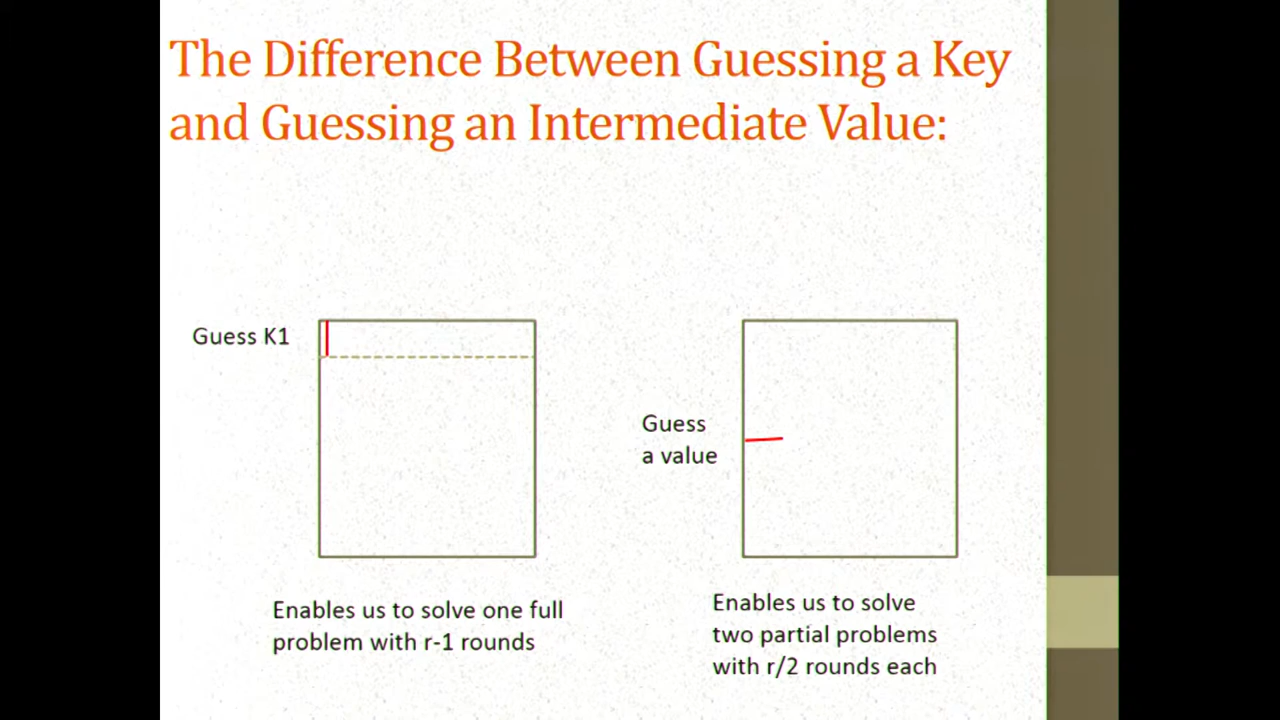 The Difference Between Guessing a Key
and Guessing an Intermediate Value:
Guess K1
Guess
a value
Enables us to solve one full
problem with r-1 rounds
Enables us to solve
two partial problems
with r/2 rounds each